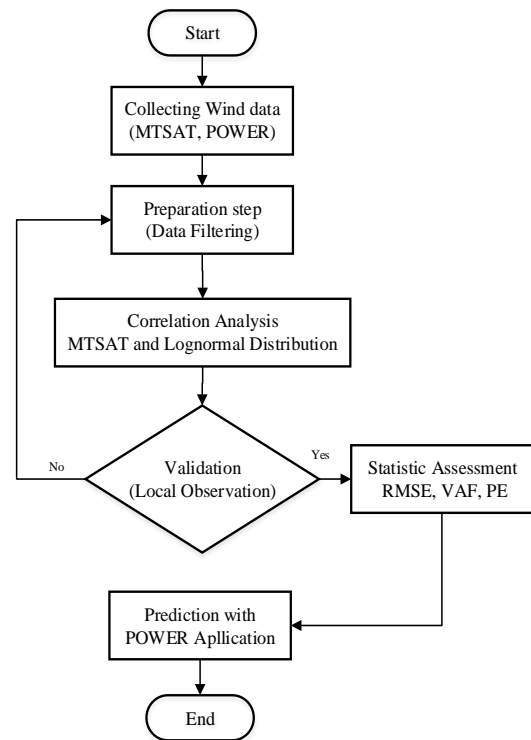 Start
Collecting Wind data
(MTSAT, POWER)
Preparation step
(Data Filtering)
Correlation Analysis
MTSAT and Lognormal Distribution
No
Validation
(Local Observation)
Yes
Statistic Assessment
RMSE, VAF, PE
Prediction with
POWER Apllication
End